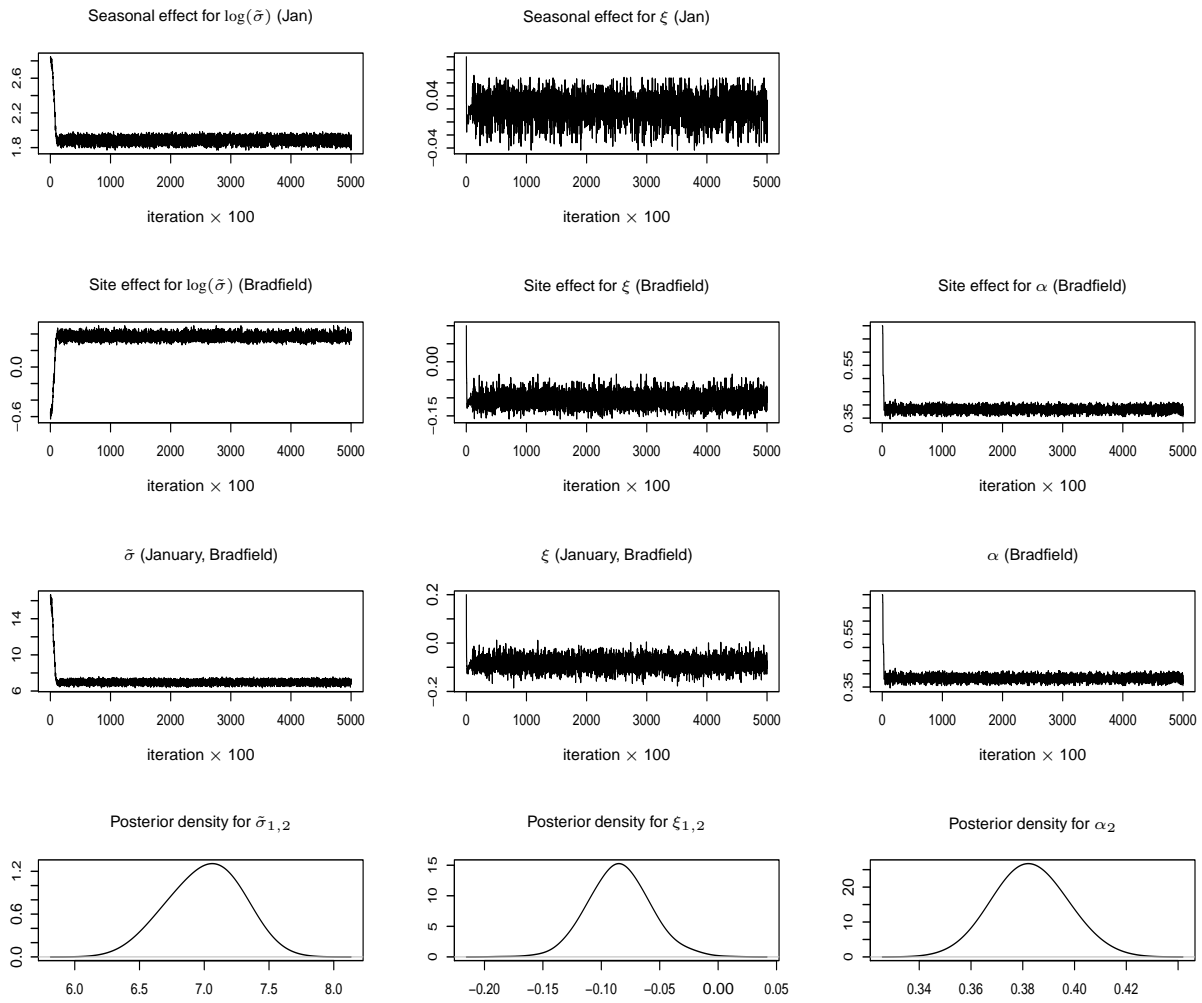 Seasonal effect for log(σ̃) (Jan)
Seasonal effect for ξ (Jan)
1.8 2.2 2.6
−0.04 0.04
0 1000 2000 3000 4000 5000
0 1000 2000 3000 4000 5000
iteration × 100
iteration × 100
Site effect for log(σ̃) (Bradfield)
Site effect for ξ (Bradfield)
Site effect for α (Bradfield)
−0.6 0.0
−0.15 0.00
0.35 0.55
0 1000 2000 3000 4000 5000
0 1000 2000 3000 4000 5000
0 1000 2000 3000 4000 5000
iteration × 100
iteration × 100
iteration × 100
σ̃ (January, Bradfield)
ξ (January, Bradfield)
α (Bradfield)
6 10 14
−0.2 0.0 0.2
0.35 0.55
0 1000 2000 3000 4000 5000
0 1000 2000 3000 4000 5000
0 1000 2000 3000 4000 5000
iteration × 100
iteration × 100
iteration × 100
Posterior density for σ̃1,2
Posterior density for ξ1,2
Posterior density for α2
0.0 0.6 1.2
0 5 10 15
0 10 20
6.0 6.5 7.0 7.5 8.0
−0.20 −0.15 −0.10 −0.05 0.00 0.05
0.34 0.36 0.38 0.40 0.42